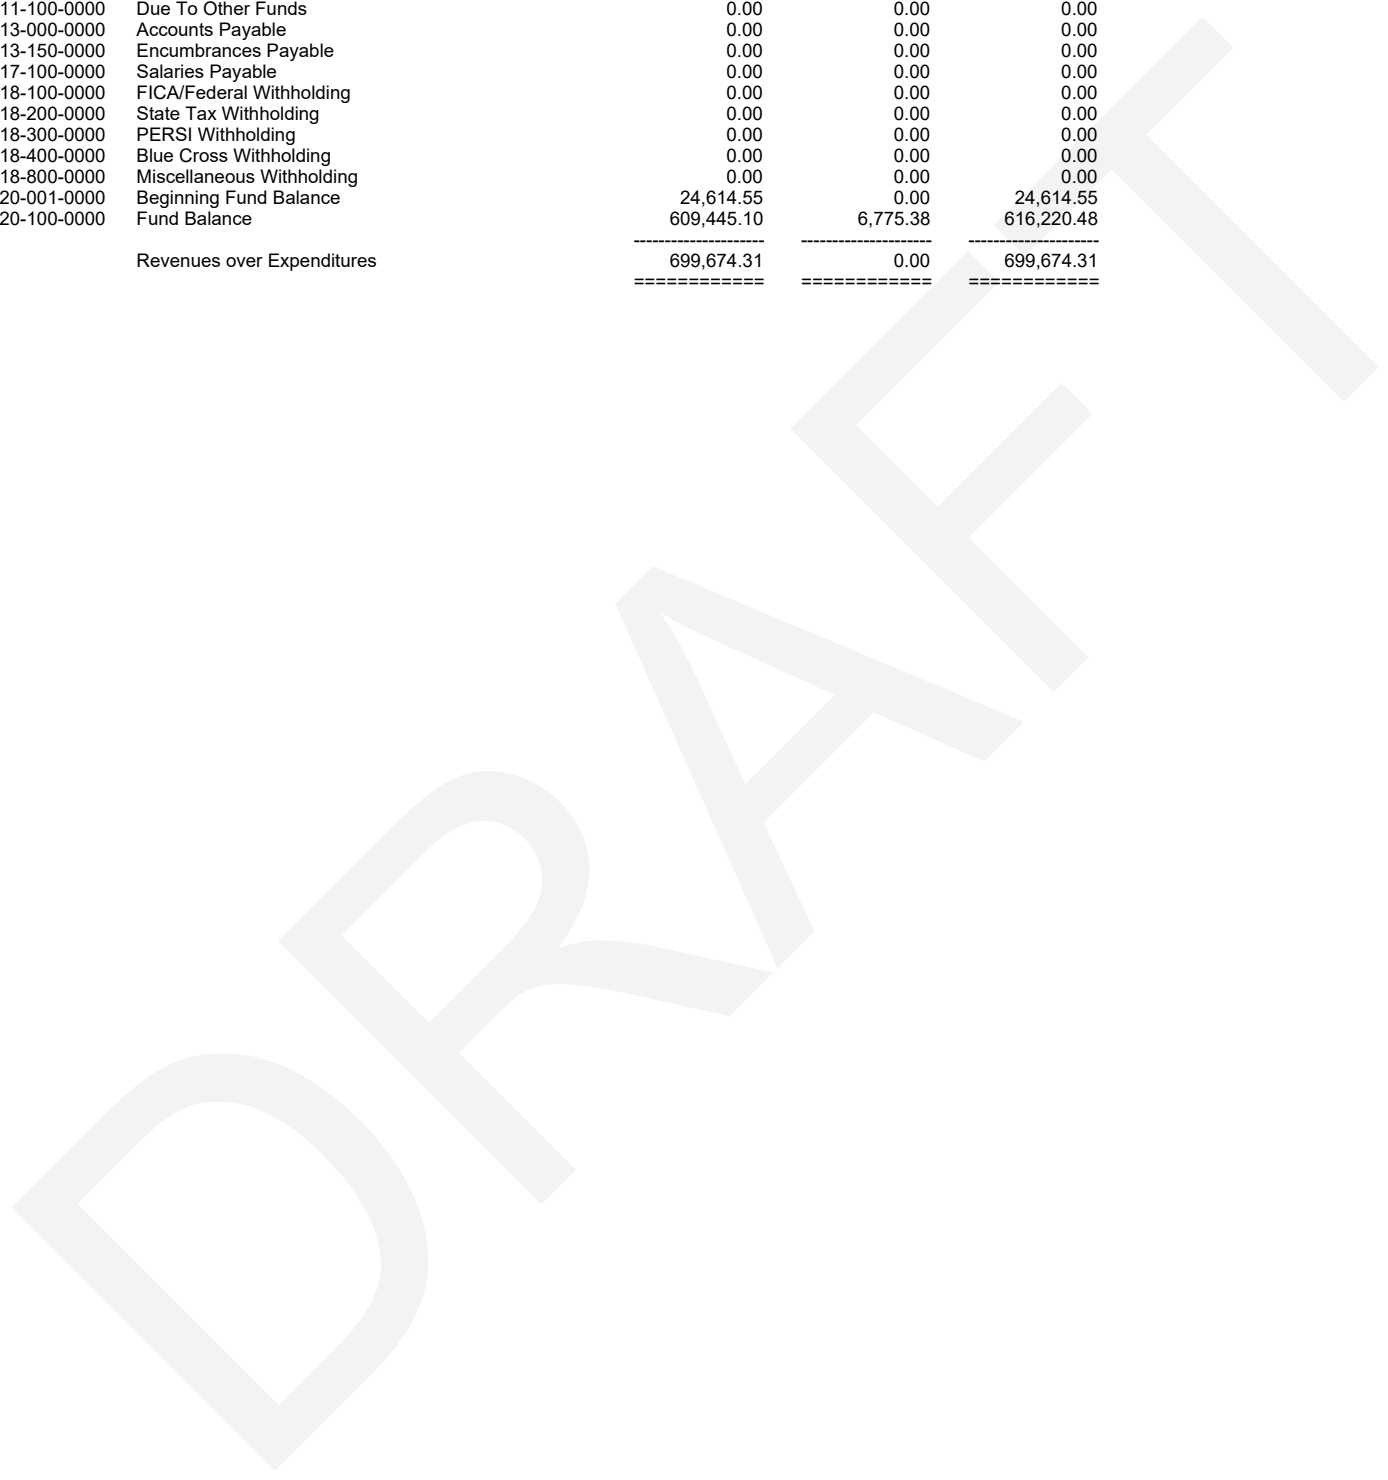 11-100-0000 Due To Other Funds 0.00 0.00 0.00
13-000-0000 Accounts Payable 0.00 0.00 0.00
13-150-0000 Encumbrances Payable 0.00 0.00 0.00
17-100-0000 Salaries Payable 0.00 0.00 0.00
18-100-0000 FICA/Federal Withholding 0.00 0.00 0.00
18-200-0000 State Tax Withholding 0.00 0.00 0.00
18-300-0000 PERSI Withholding 0.00 0.00 0.00
18-400-0000 Blue Cross Withholding 0.00 0.00 0.00
18-800-0000 Miscellaneous Withholding 0.00 0.00 0.00
20-001-0000 Beginning Fund Balance 24,614.55 0.00 24,614.55
20-100-0000 Fund Balance 609,445.10 6,775.38 616,220.48
--------------------- --------------------- ---------------------
Revenues over Expenditures 699,674.31 0.00 699,674.31
============ ============ ============
DRAFT